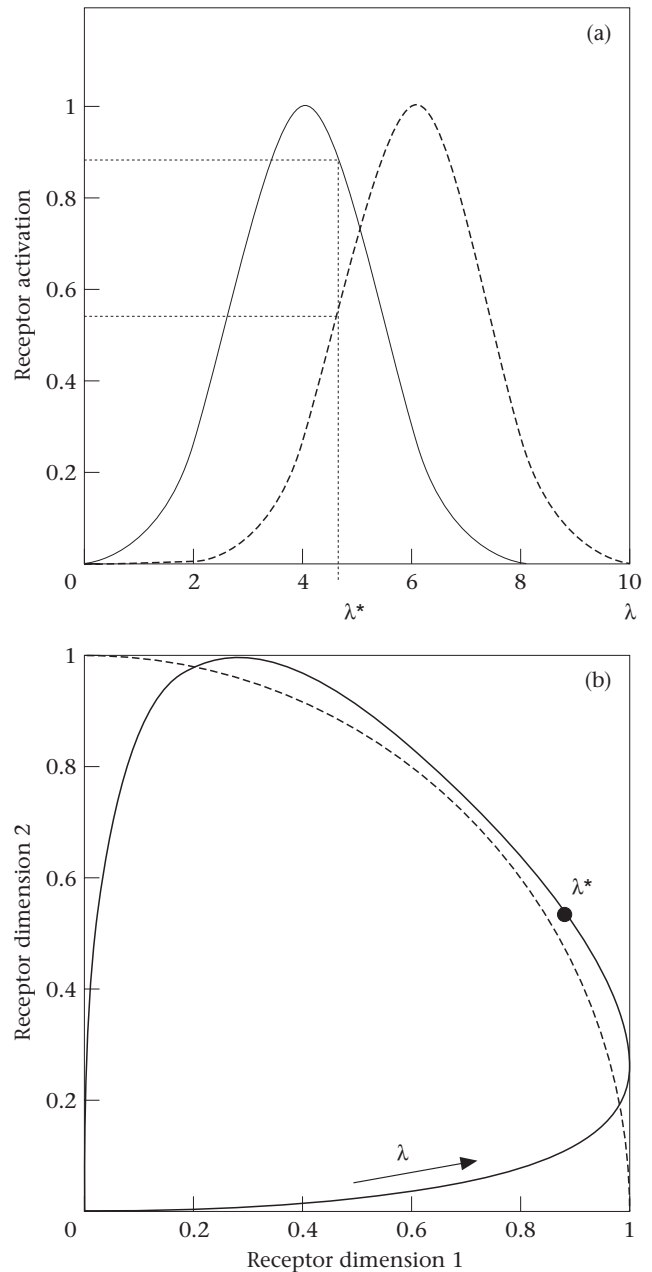 (a)
1
0.8
0.6
0.4
0.2
Receptor activation
0 2 4 6 8 10
λ* λ
1
(b)
0.8
λ*
0.6
0.4
0.2
λ
Receptor dimension 2
0 0.2 0.4 0.6 0.8 1
Receptor dimension 1